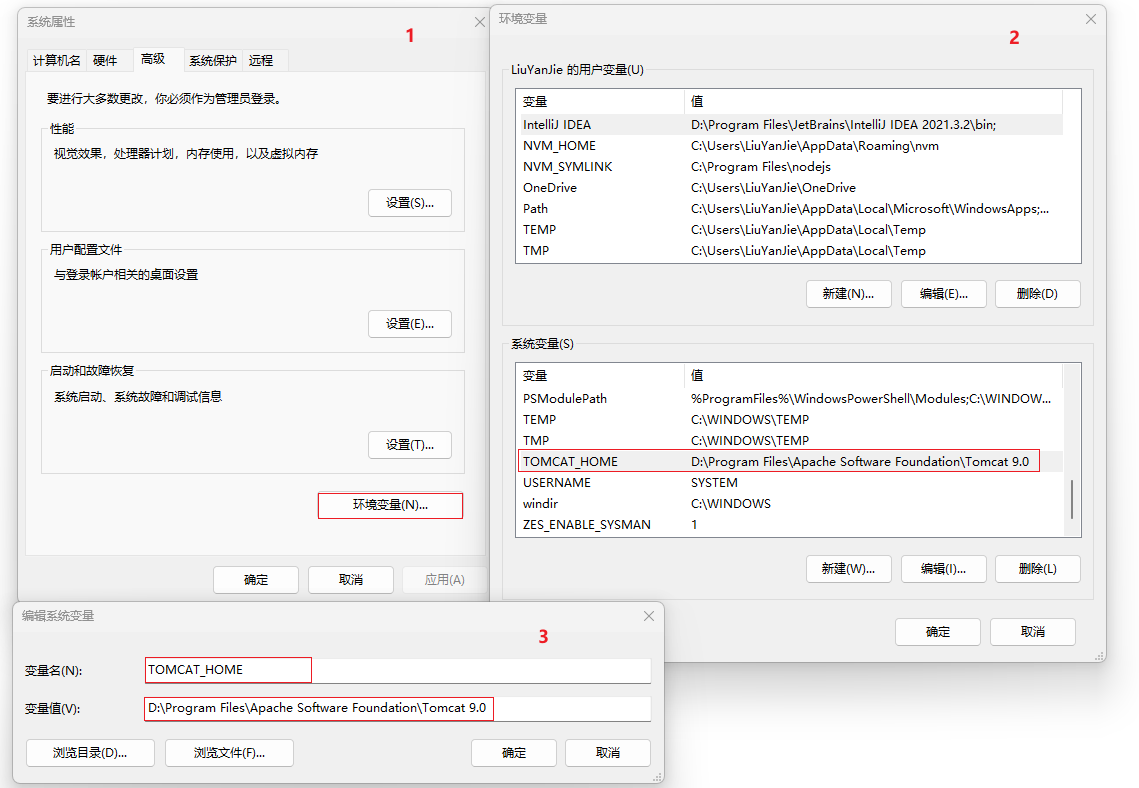 系统属性
1
计算机名 硬件 高级 系统保护 远程
要进行大多数更改，你必须作为管理员登录。
性能
视觉效果，处理器计划，内存使用，以及虚拟内存
设置(S)...
用户配置文件
与登录帐户相关的桌面设置
设置(E)...
启动和故障恢复
系统启动、系统故障和调试信息
设置(T)...
环境变量(N)...
确定 取消 应用(A)
环境变量
2
LiuYanJie 的用户变量(U)
变量 值
IntelliJ IDEA D:\Program Files\JetBrains\IntelliJ IDEA 2021.3.2\bin;
NVM_HOME C:\Users\LiuYanJie\AppData\Roaming\nvm
NVM_SYMLINK C:\Program Files\nodejs
OneDrive C:\Users\LiuYanJie\OneDrive
Path C:\Users\LiuYanJie\AppData\Local\Microsoft\WindowsApps;...
TEMP C:\Users\LiuYanJie\AppData\Local\Temp
TMP C:\Users\LiuYanJie\AppData\Local\Temp
新建(N)... 编辑(E)... 删除(D)
系统变量(S)
变量 值
PSModulePath %ProgramFiles%\WindowsPowerShell\Modules;C:\WINDOW...
TEMP C:\WINDOWS\TEMP
TMP C:\WINDOWS\TEMP
TOMCAT_HOME D:\Program Files\Apache Software Foundation\Tomcat 9.0
USERNAME SYSTEM
windir C:\WINDOWS
ZES_ENABLE_SYSMAN 1
新建(W)... 编辑(I)... 删除(L)
确定 取消
编辑系统变量
3
变量名(N): TOMCAT_HOME
变量值(V): D:\Program Files\Apache Software Foundation\Tomcat 9.0
浏览目录(D)... 浏览文件(F)... 确定 取消